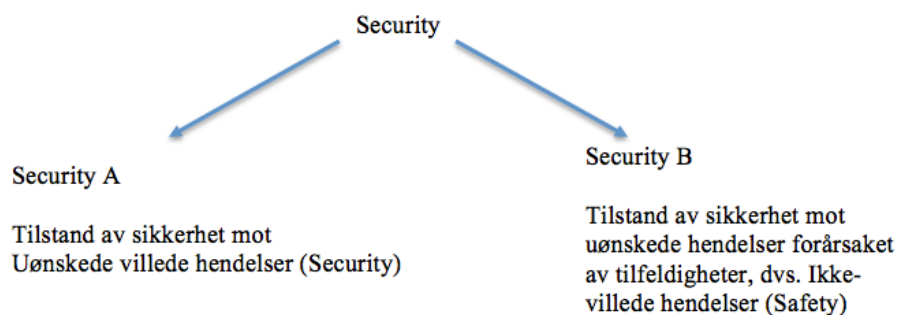 Security
Security A
Tilstand av sikkerhet mot
Uønskede villede hendelser (Security)
Security B
Tilstand av sikkerhet mot
uønskede hendelser forårsaket
av tilfeldigheter, dvs. Ikke-
villede hendelser (Safety)